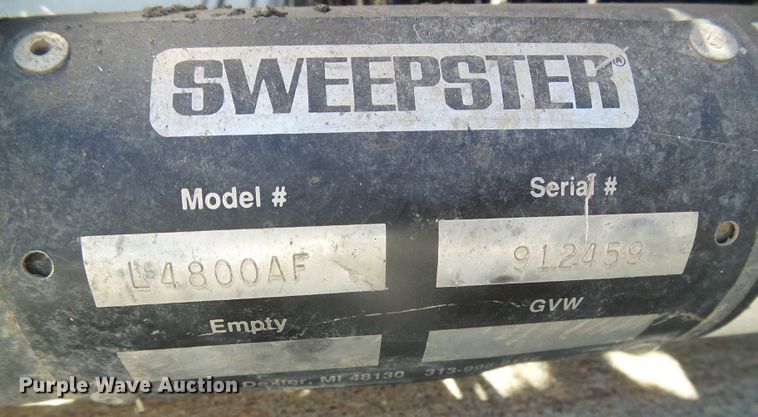 SWEEPSTER®
Model # Serial #
L4800AF 912459
Empty GVW
Dexter, MI 48130
Purple Wave Auction